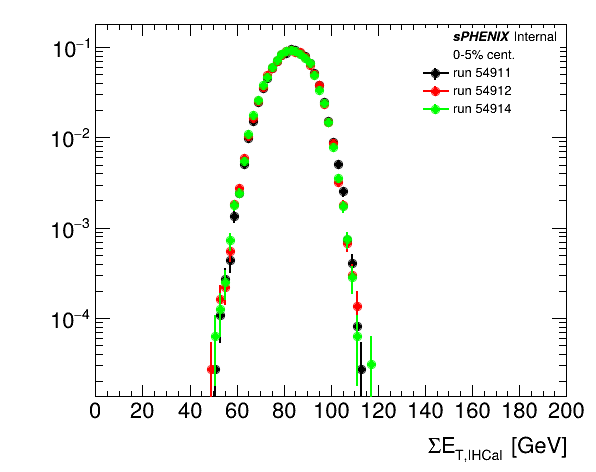 sPHENIX Internal
0-5% cent.
run 54911
run 54912
run 54914
10⁻¹
10⁻²
10⁻³
10⁻⁴
0 20 40 60 80 100 120 140 160 180 200
ΣE_T,IHCal [GeV]